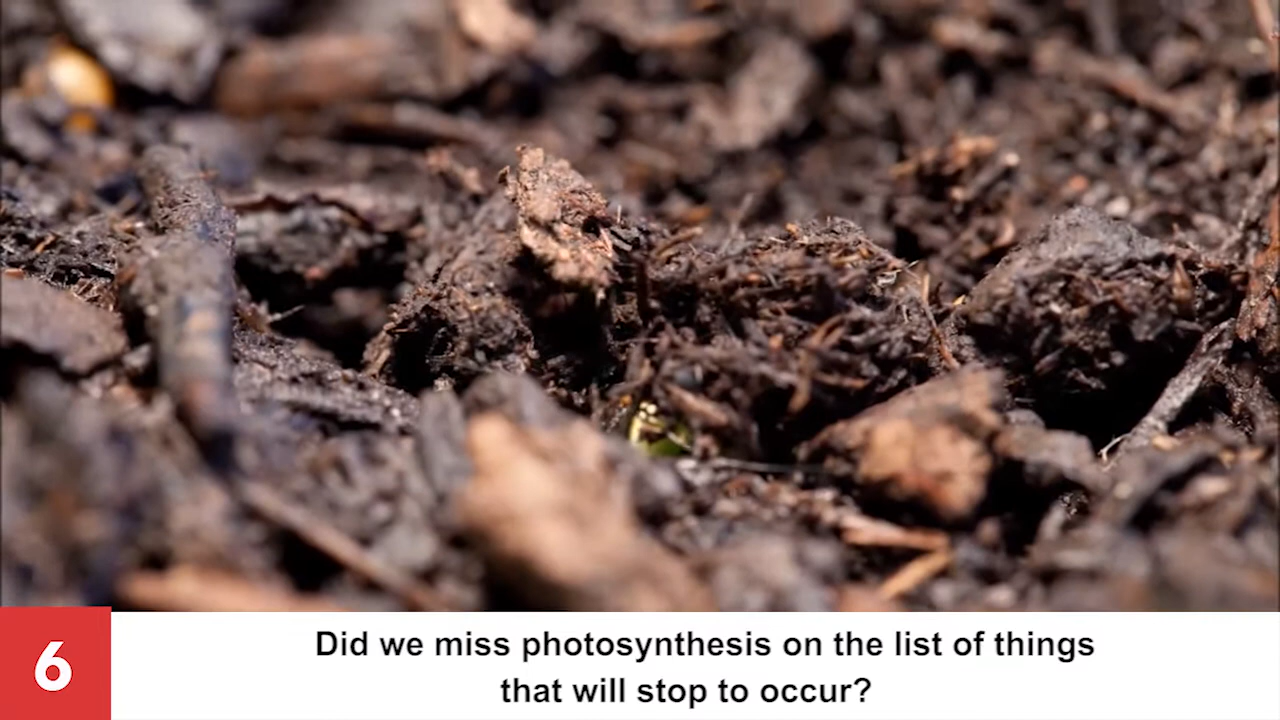 6
Did we miss photosynthesis on the list of things
that will stop to occur?